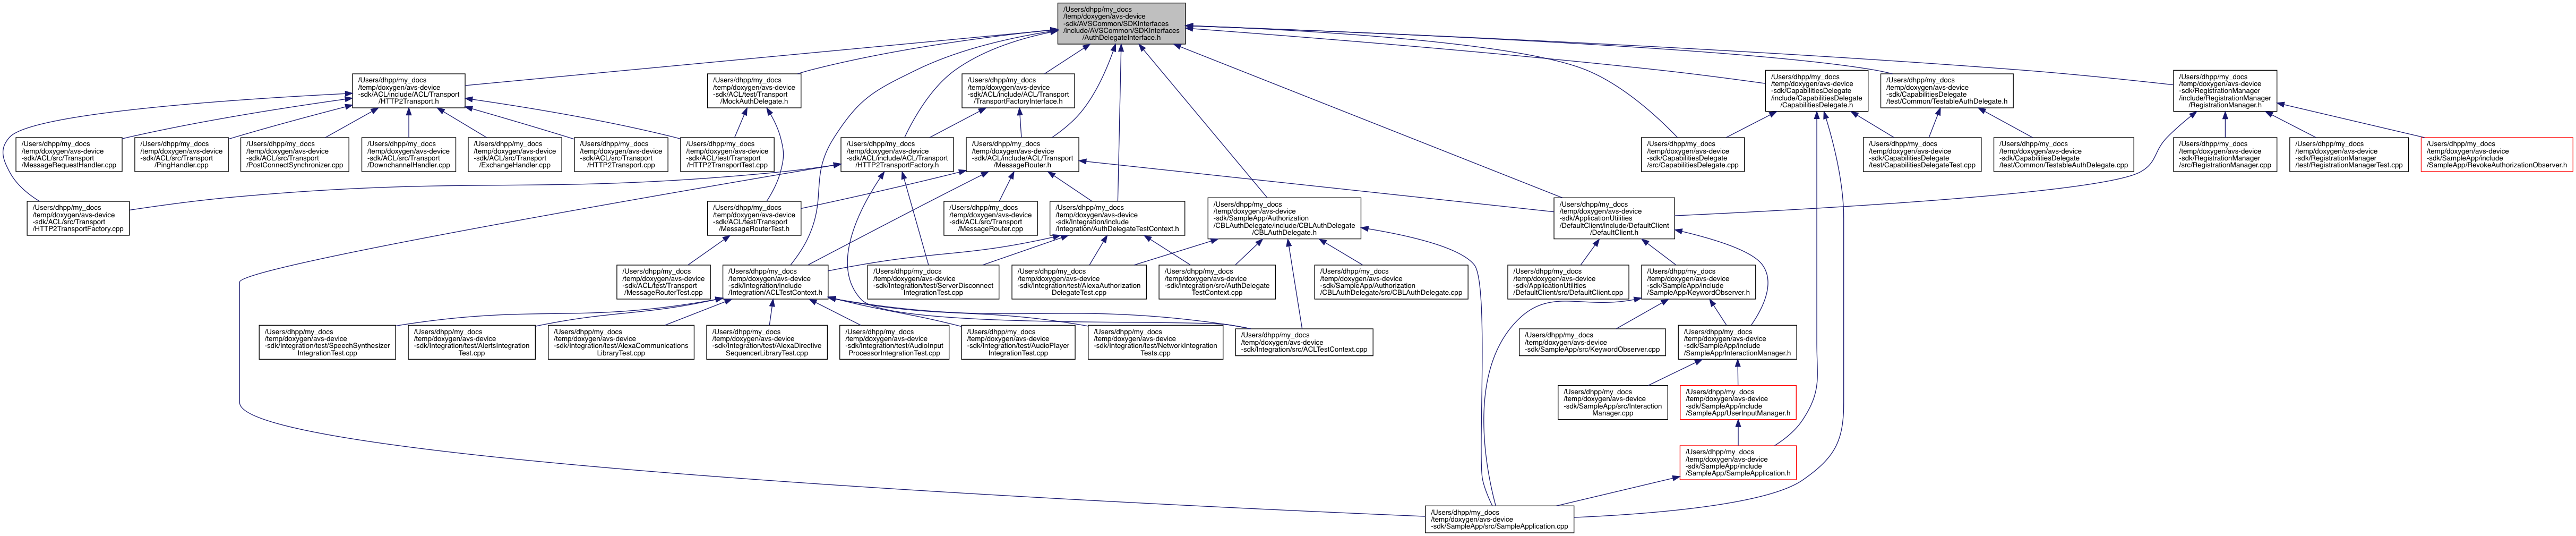 /Users/dhpp/my_docs
/temp/doxygen/avs-device
-sdk/AVSCommon/SDKInterfaces
/include/AVSCommon/SDKInterfaces
/AuthDelegateInterface.h
/Users/dhpp/my_docs
/temp/doxygen/avs-device
-sdk/ACL/include/ACL/Transport
/HTTP2Transport.h
/Users/dhpp/my_docs
/temp/doxygen/avs-device
-sdk/ACL/test/Transport
/MockAuthDelegate.h
/Users/dhpp/my_docs
/temp/doxygen/avs-device
-sdk/ACL/include/ACL/Transport
/TransportFactoryInterface.h
/Users/dhpp/my_docs
/temp/doxygen/avs-device
-sdk/CapabilitiesDelegate
/include/CapabilitiesDelegate
/CapabilitiesDelegate.h
/Users/dhpp/my_docs
/temp/doxygen/avs-device
-sdk/CapabilitiesDelegate
/test/Common/TestableAuthDelegate.h
/Users/dhpp/my_docs
/temp/doxygen/avs-device
-sdk/RegistrationManager
/include/RegistrationManager
/RegistrationManager.h
/Users/dhpp/my_docs
/temp/doxygen/avs-device
-sdk/ACL/src/Transport
/MessageRequestHandler.cpp
/Users/dhpp/my_docs
/temp/doxygen/avs-device
-sdk/ACL/src/Transport
/PingHandler.cpp
/Users/dhpp/my_docs
/temp/doxygen/avs-device
-sdk/ACL/src/Transport
/PostConnectSynchronizer.cpp
/Users/dhpp/my_docs
/temp/doxygen/avs-device
-sdk/ACL/src/Transport
/DownchannelHandler.cpp
/Users/dhpp/my_docs
/temp/doxygen/avs-device
-sdk/ACL/src/Transport
/ExchangeHandler.cpp
/Users/dhpp/my_docs
/temp/doxygen/avs-device
-sdk/ACL/src/Transport
/HTTP2Transport.cpp
/Users/dhpp/my_docs
/temp/doxygen/avs-device
-sdk/ACL/test/Transport
/HTTP2TransportTest.cpp
/Users/dhpp/my_docs
/temp/doxygen/avs-device
-sdk/ACL/include/ACL/Transport
/HTTP2TransportFactory.h
/Users/dhpp/my_docs
/temp/doxygen/avs-device
-sdk/ACL/include/ACL/Transport
/MessageRouter.h
/Users/dhpp/my_docs
/temp/doxygen/avs-device
-sdk/CapabilitiesDelegate
/src/CapabilitiesDelegate.cpp
/Users/dhpp/my_docs
/temp/doxygen/avs-device
-sdk/CapabilitiesDelegate
/test/CapabilitiesDelegateTest.cpp
/Users/dhpp/my_docs
/temp/doxygen/avs-device
-sdk/CapabilitiesDelegate
/test/Common/TestableAuthDelegate.cpp
/Users/dhpp/my_docs
/temp/doxygen/avs-device
-sdk/RegistrationManager
/src/RegistrationManager.cpp
/Users/dhpp/my_docs
/temp/doxygen/avs-device
-sdk/RegistrationManager
/test/RegistrationManagerTest.cpp
/Users/dhpp/my_docs
/temp/doxygen/avs-device
-sdk/SampleApp/include
/SampleApp/RevokeAuthorizationObserver.h
/Users/dhpp/my_docs
/temp/doxygen/avs-device
-sdk/ACL/src/Transport
/HTTP2TransportFactory.cpp
/Users/dhpp/my_docs
/temp/doxygen/avs-device
-sdk/ACL/test/Transport
/MessageRouterTest.h
/Users/dhpp/my_docs
/temp/doxygen/avs-device
-sdk/ACL/src/Transport
/MessageRouter.cpp
/Users/dhpp/my_docs
/temp/doxygen/avs-device
-sdk/Integration/include
/Integration/AuthDelegateTestContext.h
/Users/dhpp/my_docs
/temp/doxygen/avs-device
-sdk/SampleApp/Authorization
/CBLAuthDelegate/include/CBLAuthDelegate
/CBLAuthDelegate.h
/Users/dhpp/my_docs
/temp/doxygen/avs-device
-sdk/ApplicationUtilities
/DefaultClient/include/DefaultClient
/DefaultClient.h
/Users/dhpp/my_docs
/temp/doxygen/avs-device
-sdk/ACL/test/Transport
/MessageRouterTest.cpp
/Users/dhpp/my_docs
/temp/doxygen/avs-device
-sdk/Integration/include
/Integration/ACLTestContext.h
/Users/dhpp/my_docs
/temp/doxygen/avs-device
-sdk/Integration/test/ServerDisconnect
IntegrationTest.cpp
/Users/dhpp/my_docs
/temp/doxygen/avs-device
-sdk/Integration/test/AlexaAuthorization
DelegateTest.cpp
/Users/dhpp/my_docs
/temp/doxygen/avs-device
-sdk/Integration/src/AuthDelegate
TestContext.cpp
/Users/dhpp/my_docs
/temp/doxygen/avs-device
-sdk/SampleApp/Authorization
/CBLAuthDelegate/src/CBLAuthDelegate.cpp
/Users/dhpp/my_docs
/temp/doxygen/avs-device
-sdk/ApplicationUtilities
/DefaultClient/src/DefaultClient.cpp
/Users/dhpp/my_docs
/temp/doxygen/avs-device
-sdk/SampleApp/include
/SampleApp/KeywordObserver.h
/Users/dhpp/my_docs
/temp/doxygen/avs-device
-sdk/Integration/test/SpeechSynthesizer
IntegrationTest.cpp
/Users/dhpp/my_docs
/temp/doxygen/avs-device
-sdk/Integration/test/AlertsIntegration
Test.cpp
/Users/dhpp/my_docs
/temp/doxygen/avs-device
-sdk/Integration/test/AlexaCommunications
LibraryTest.cpp
/Users/dhpp/my_docs
/temp/doxygen/avs-device
-sdk/Integration/test/AlexaDirective
SequencerLibraryTest.cpp
/Users/dhpp/my_docs
/temp/doxygen/avs-device
-sdk/Integration/test/AudioInput
ProcessorIntegrationTest.cpp
/Users/dhpp/my_docs
/temp/doxygen/avs-device
-sdk/Integration/test/AudioPlayer
IntegrationTest.cpp
/Users/dhpp/my_docs
/temp/doxygen/avs-device
-sdk/Integration/test/NetworkIntegration
Tests.cpp
/Users/dhpp/my_docs
/temp/doxygen/avs-device
-sdk/Integration/src/ACLTestContext.cpp
/Users/dhpp/my_docs
/temp/doxygen/avs-device
-sdk/SampleApp/src/KeywordObserver.cpp
/Users/dhpp/my_docs
/temp/doxygen/avs-device
-sdk/SampleApp/include
/SampleApp/InteractionManager.h
/Users/dhpp/my_docs
/temp/doxygen/avs-device
-sdk/SampleApp/src/Interaction
Manager.cpp
/Users/dhpp/my_docs
/temp/doxygen/avs-device
-sdk/SampleApp/include
/SampleApp/UserInputManager.h
/Users/dhpp/my_docs
/temp/doxygen/avs-device
-sdk/SampleApp/include
/SampleApp/SampleApplication.h
/Users/dhpp/my_docs
/temp/doxygen/avs-device
-sdk/SampleApp/src/SampleApplication.cpp